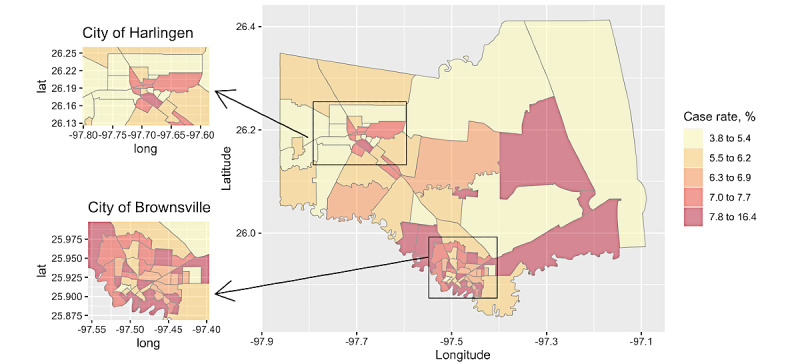 City of Harlingen
26.25
26.22
26.19
26.16
26.13
lat
-97.80 -97.75 -97.70 -97.65 -97.60
long
City of Brownsville
25.975
25.950
25.925
25.900
25.875
lat
-97.55 -97.50 -97.45 -97.40
long
26.4
26.2
26.0
Latitude
-97.9 -97.7 -97.5 -97.3 -97.1
Longitude
Case rate, %
3.8 to 5.4
5.5 to 6.2
6.3 to 6.9
7.0 to 7.7
7.8 to 16.4